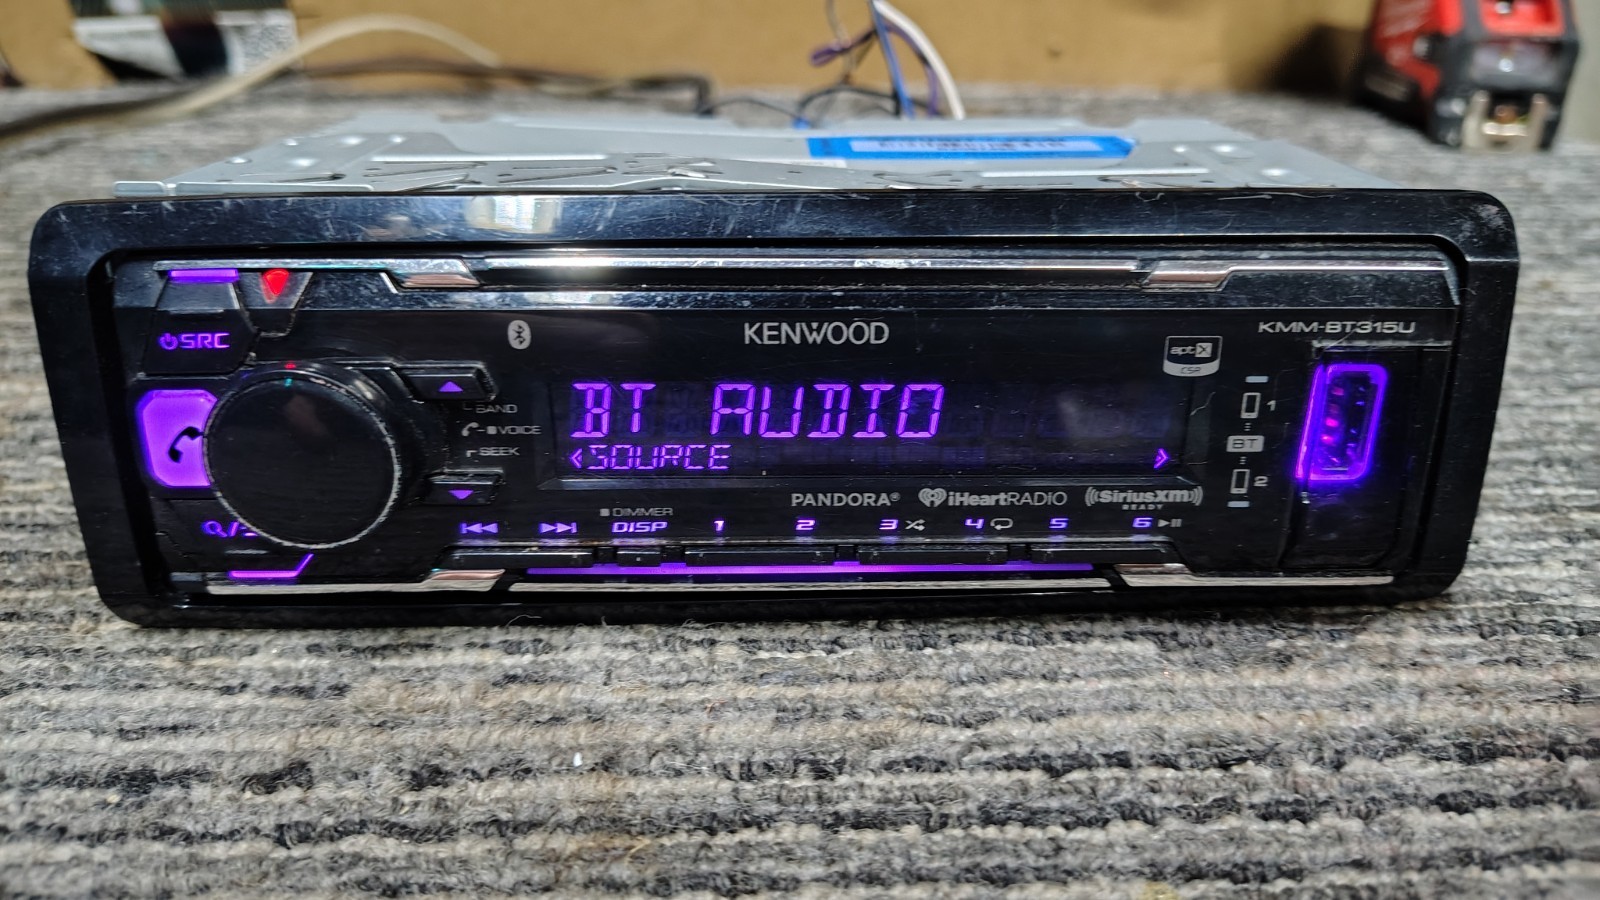 KENWOOD
KMM-BT315U
SRC
aptX
CSR
BT AUDIO
BAND
VOICE
SEEK
<SOURCE >
1
BT
2
PANDORA®
iHeartRADIO
((SiriusXM))
READY
DIMMER
DISP 1 2 3 4 5 6
Q/